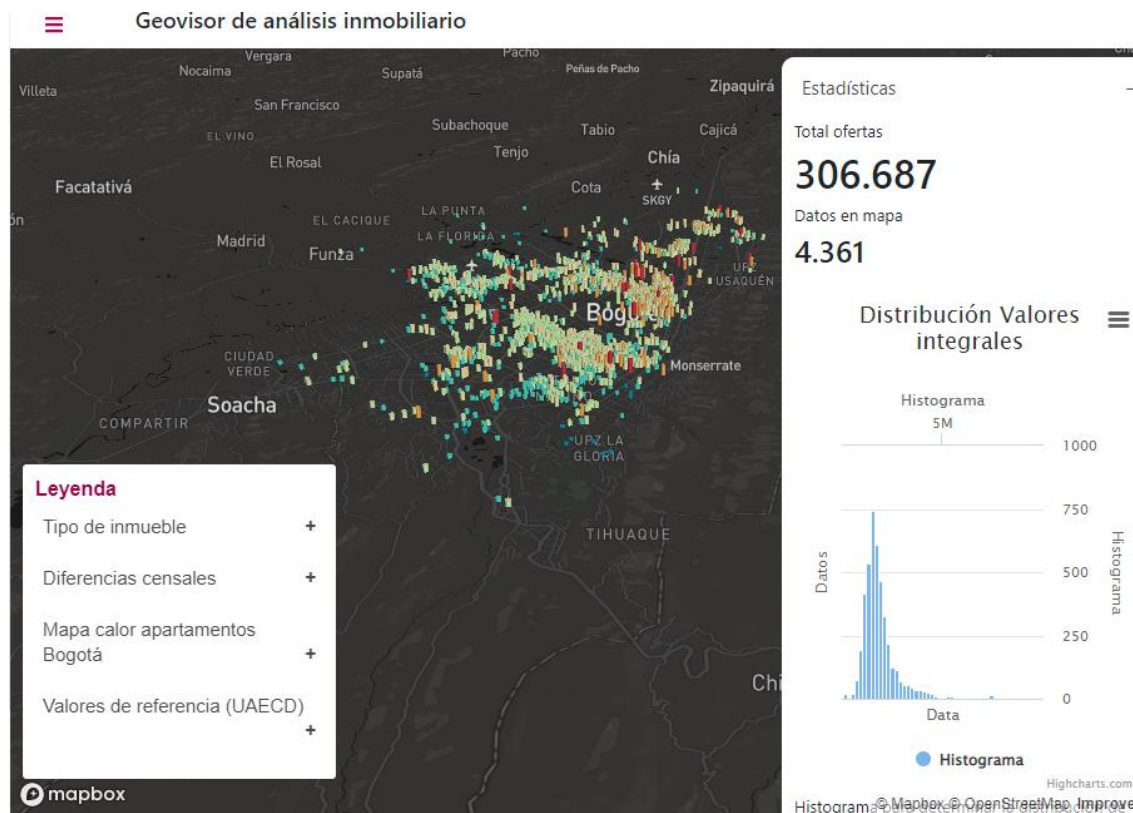 Geovisor de análisis inmobiliario
Vergara
Pacho
Nocaima
Supatá
Peñas de Pacho
Villeta
Zipaquirá
San Francisco
Subachoque
Tabio
Cajicá
EL VINO
Tenjo
El Rosal
Chía
Facatativá
Cota
SKGY
LA PUNTA
EL CACIQUE
LA FLORIDA
Madrid
Funza
USAQUÉN
CIUDAD
VERDE
Monserrate
Soacha
COMPARTIR
UPZ LA
GLORIA
TIHUAQUE
Chi
Leyenda
Tipo de inmueble +
Diferencias censales +
Mapa calor apartamentos
Bogotá +
Valores de referencia (UAECD)
+
mapbox
Estadísticas
Total ofertas
306.687
Datos en mapa
4.361
Distribución Valores
integrales
Histograma
5M
1000
750
500
250
0
Datos
Histograma
Data
Histograma
Highcharts.com
© Mapbox © OpenStreetMap Improve